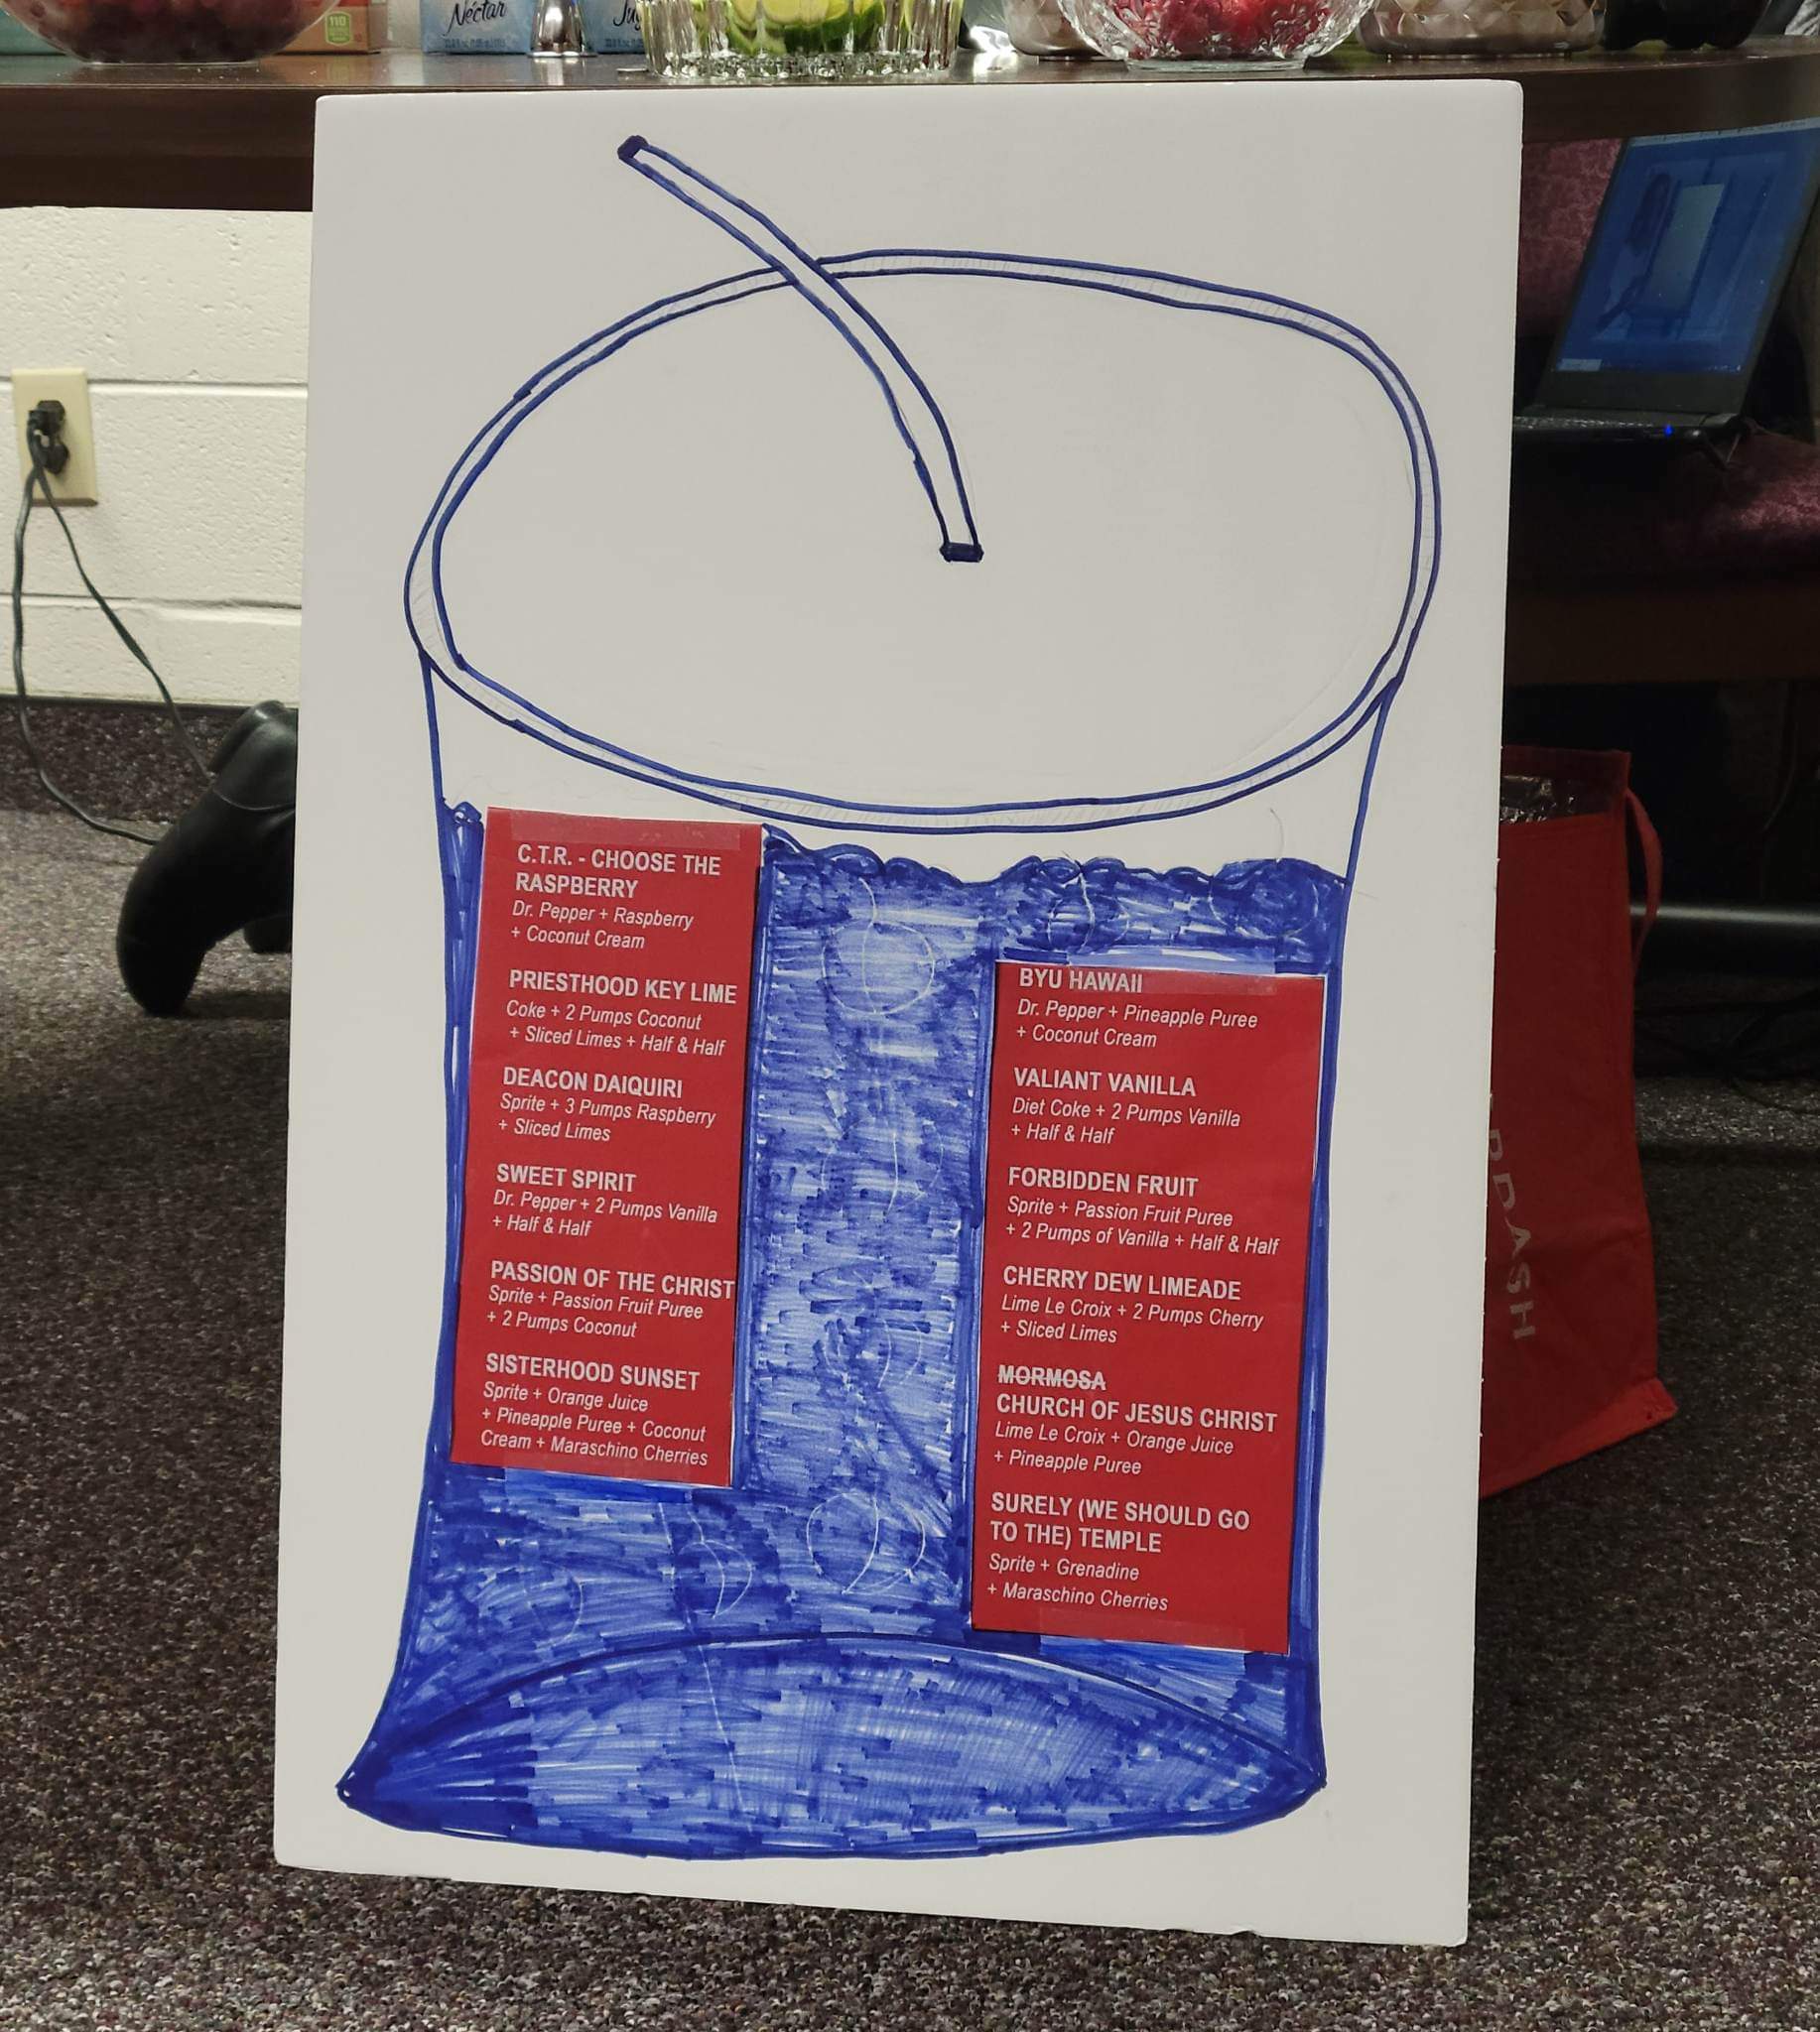 110
Néctar
C.T.R. - CHOOSE THE
RASPBERRY
Dr. Pepper + Raspberry
+ Coconut Cream
PRIESTHOOD KEY LIME
Coke + 2 Pumps Coconut
+ Sliced Limes + Half & Half
DEACON DAIQUIRI
Sprite + 3 Pumps Raspberry
+ Sliced Limes
SWEET SPIRIT
Dr. Pepper + 2 Pumps Vanilla
+ Half & Half
PASSION OF THE CHRIST
Sprite + Passion Fruit Puree
+ 2 Pumps Coconut
SISTERHOOD SUNSET
Sprite + Orange Juice
+ Pineapple Puree + Coconut
Cream + Maraschino Cherries
BYU HAWAII
Dr. Pepper + Pineapple Puree
+ Coconut Cream
VALIANT VANILLA
Diet Coke + 2 Pumps Vanilla
+ Half & Half
FORBIDDEN FRUIT
Sprite + Passion Fruit Puree
+ 2 Pumps of Vanilla + Half & Half
CHERRY DEW LIMEADE
Lime Le Croix + 2 Pumps Cherry
+ Sliced Limes
MORMOSA
CHURCH OF JESUS CHRIST
Lime Le Croix + Orange Juice
+ Pineapple Puree
SURELY (WE SHOULD GO
TO THE) TEMPLE
Sprite + Grenadine
+ Maraschino Cherries
RDASH